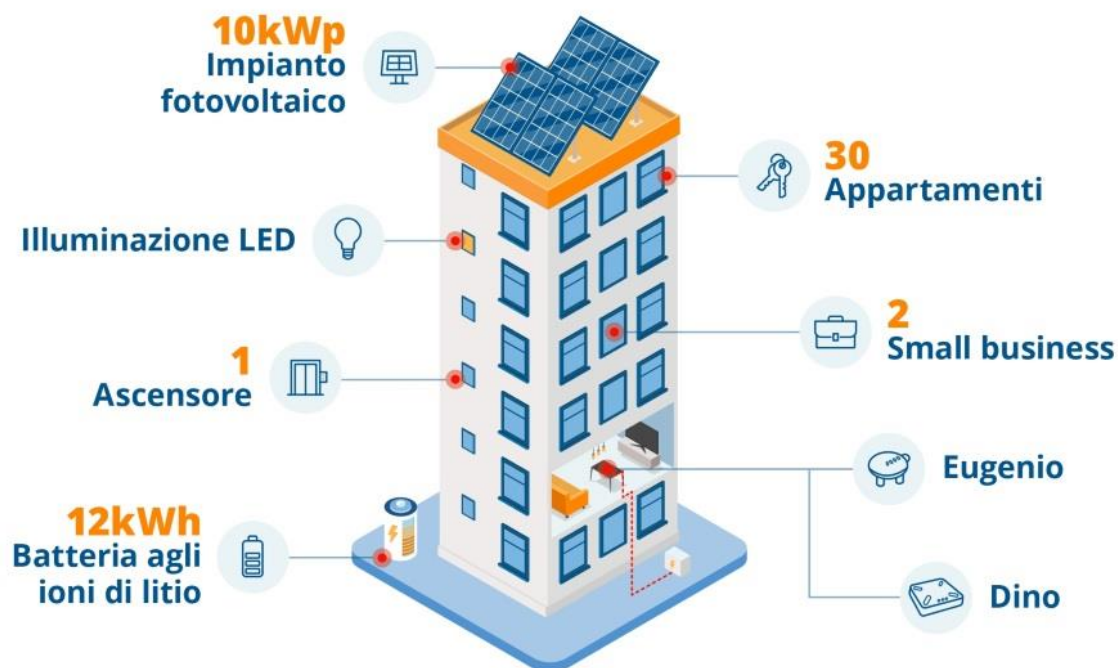 10kWp
Impianto
fotovoltaico
30
Appartamenti
Illuminazione LED
2
Small business
1
Ascensore
Eugenio
12kWh
Batteria agli
ioni di litio
Dino